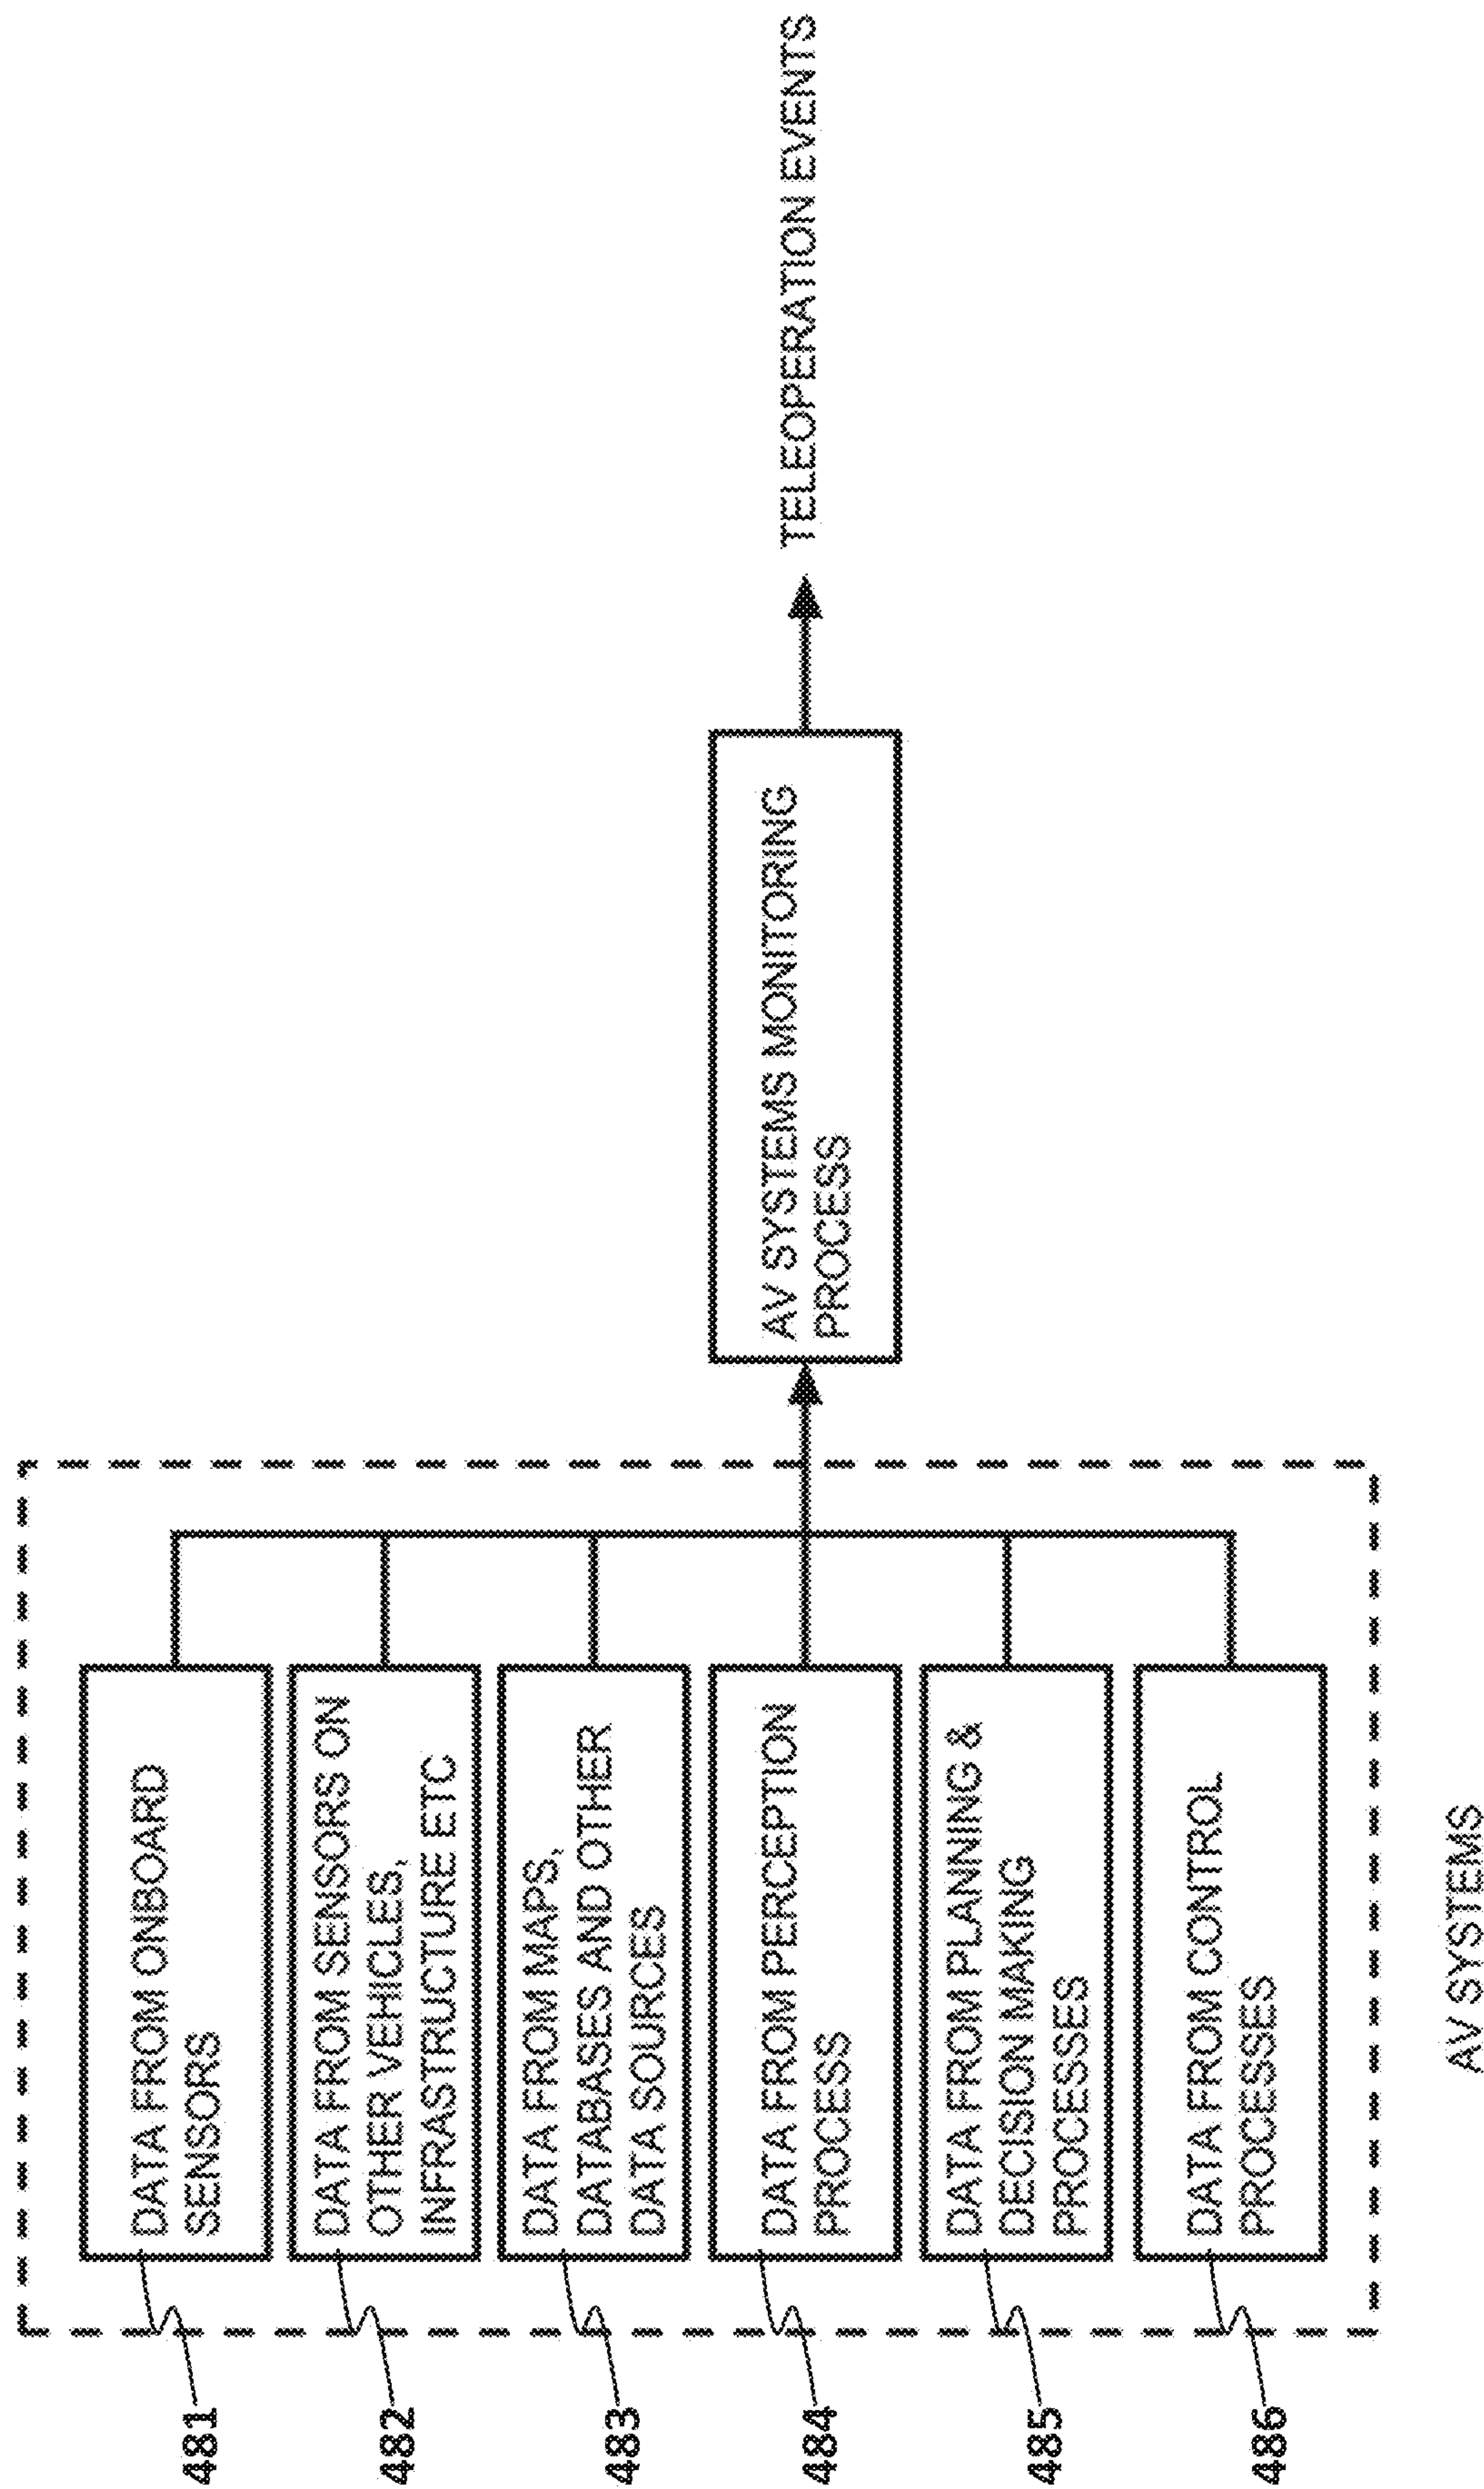 481
DATA FROM ONBOARD
SENSORS
482
DATA FROM SENSORS ON
OTHER VEHICLES,
INFRASTRUCTURE ETC
483
DATA FROM MAPS,
DATABASES AND OTHER
DATA SOURCES
484
DATA FROM PERCEPTION
PROCESS
485
DATA FROM PLANNING &
DECISION MAKING
PROCESSES
486
DATA FROM CONTROL
PROCESSES
AV SYSTEMS
AV SYSTEMS MONITORING
PROCESS
TELEOPERATION EVENTS